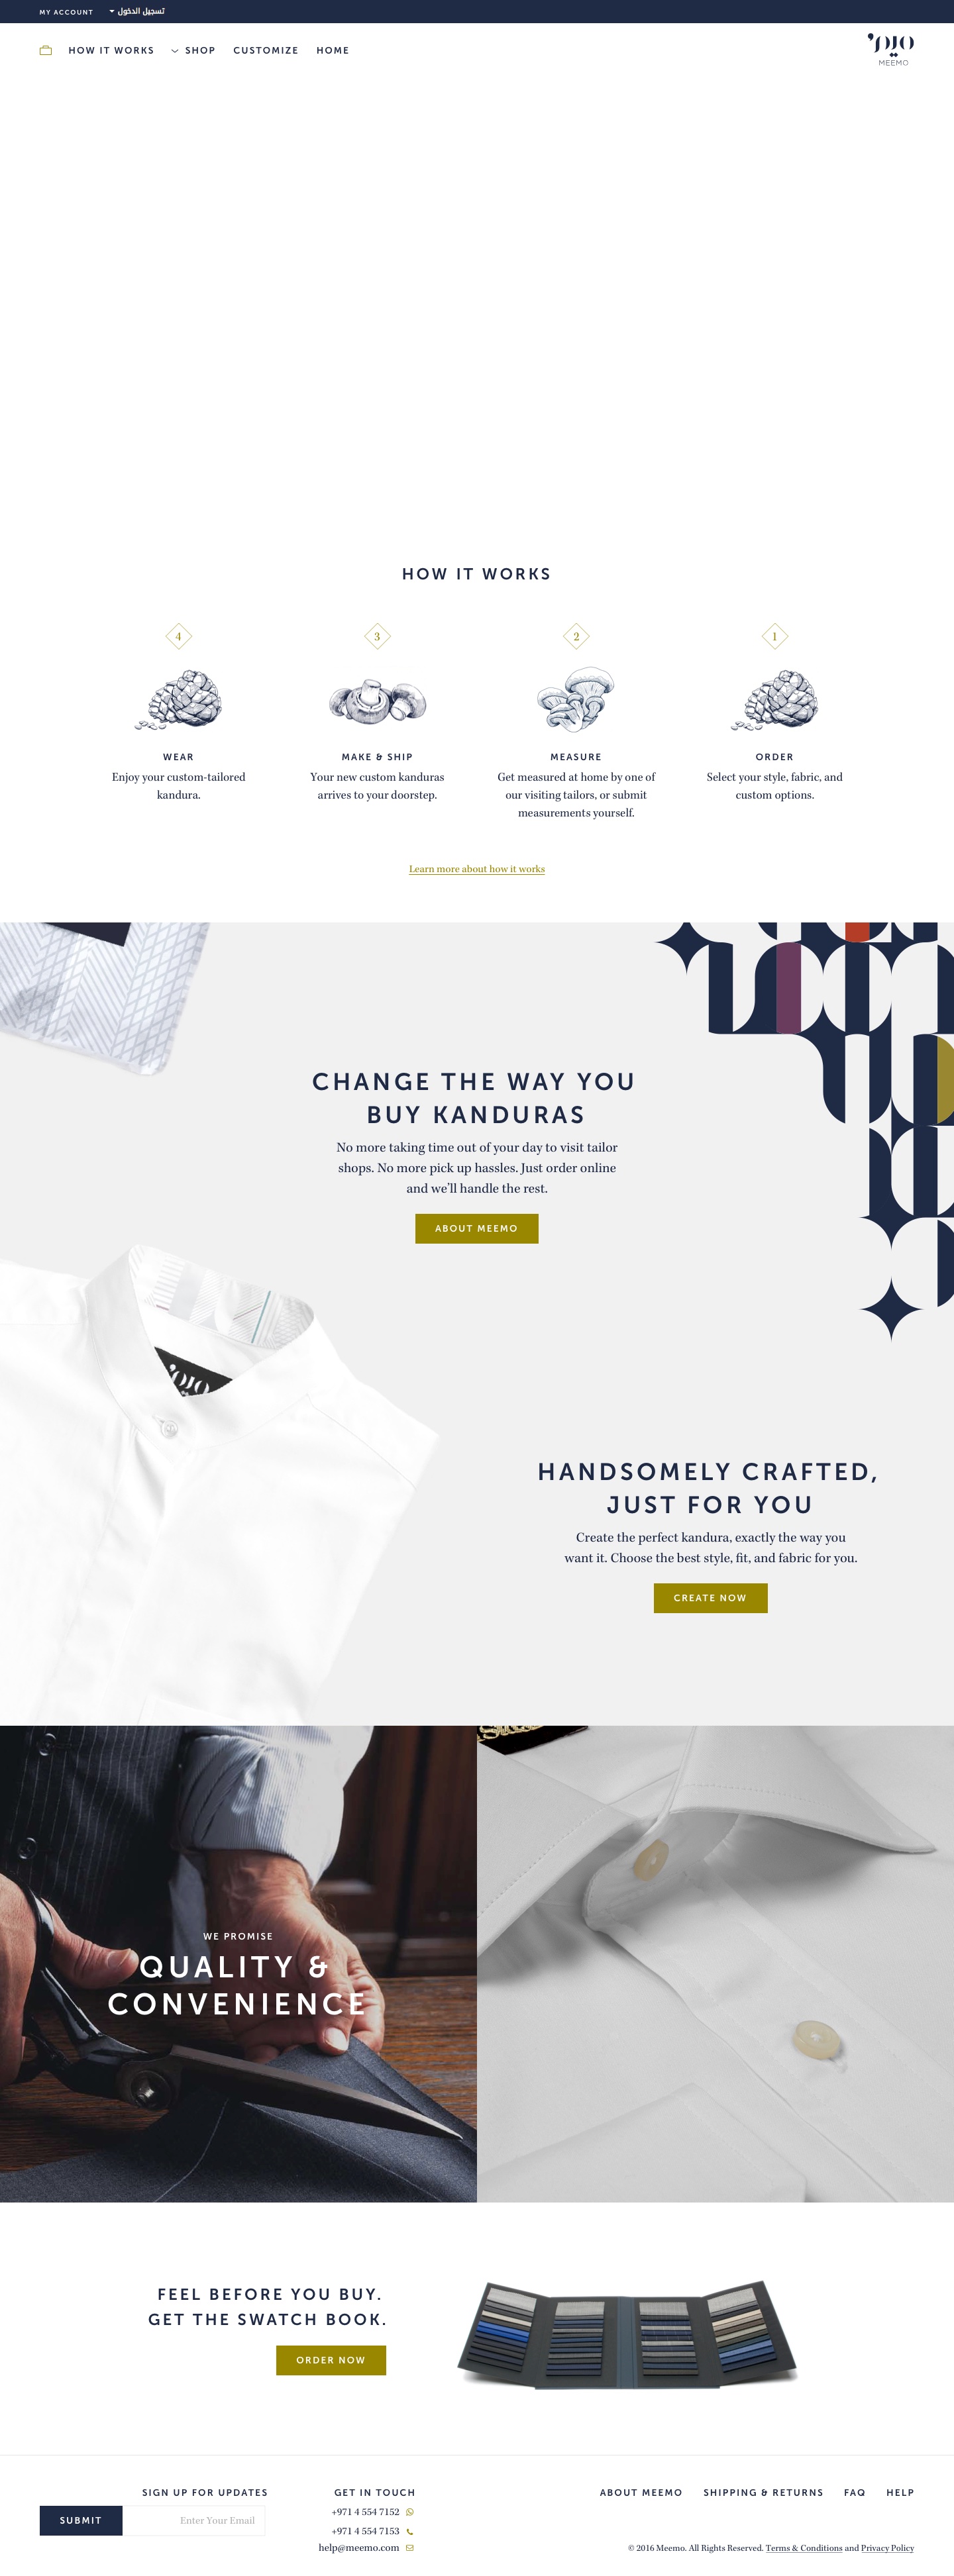 MY ACCOUNT
تسجيل الدخول
HOW IT WORKS
SHOP
CUSTOMIZE
HOME
MEEMO
HOW IT WORKS
4
WEAR
Enjoy your custom-tailored
kandura.
3
MAKE & SHIP
Your new custom kanduras
arrives to your doorstep.
2
MEASURE
Get measured at home by one of
our visiting tailors, or submit
measurements yourself.
1
ORDER
Select your style, fabric, and
custom options.
Learn more about how it works
CHANGE THE WAY YOU
BUY KANDURAS
No more taking time out of your day to visit tailor
shops. No more pick up hassles. Just order online
and we'll handle the rest.
ABOUT MEEMO
HANDSOMELY CRAFTED,
JUST FOR YOU
Create the perfect kandura, exactly the way you
want it. Choose the best style, fit, and fabric for you.
CREATE NOW
WE PROMISE
QUALITY &
CONVENIENCE
FEEL BEFORE YOU BUY.
GET THE SWATCH BOOK.
ORDER NOW
SIGN UP FOR UPDATES
SUBMIT
Enter Your Email
GET IN TOUCH
+971 4 554 7152
+971 4 554 7153
help@meemo.com
ABOUT MEEMO
SHIPPING & RETURNS
FAQ
HELP
© 2016 Meemo. All Rights Reserved. Terms & Conditions and Privacy Policy